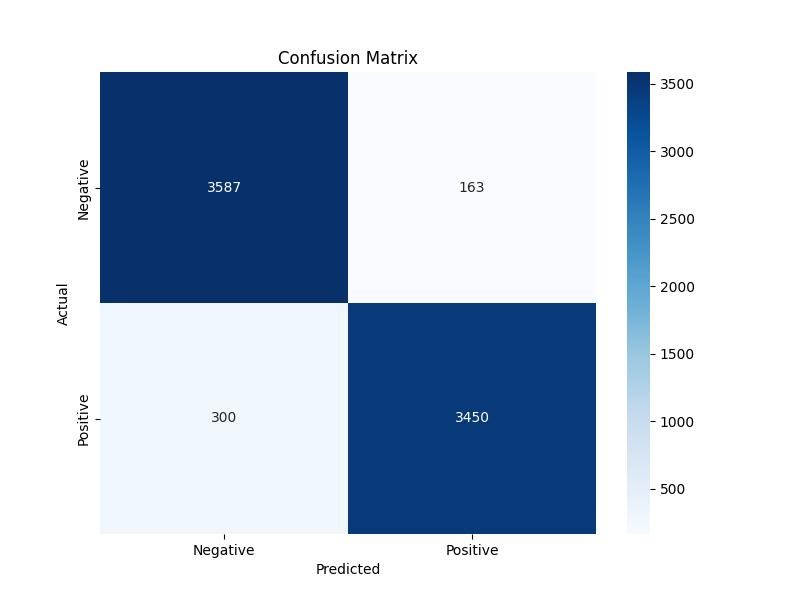 Confusion Matrix
Actual
Negative
Positive
3587
163
300
3450
Negative
Positive
Predicted
3500
3000
2500
2000
1500
1000
500